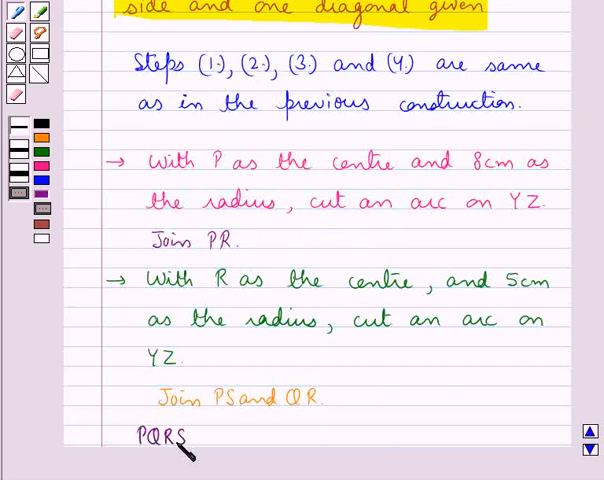 side and one diagonal given
Steps (1.), (2.), (3.) and (4.) are same
as in the previous construction.
→ With P as the centre and 8cm as
the radius, cut an arc on YZ.
Join PR.
→ With R as the centre, and 5cm
as the radius, cut an arc on
YZ.
Join PS and QR.
PQRS